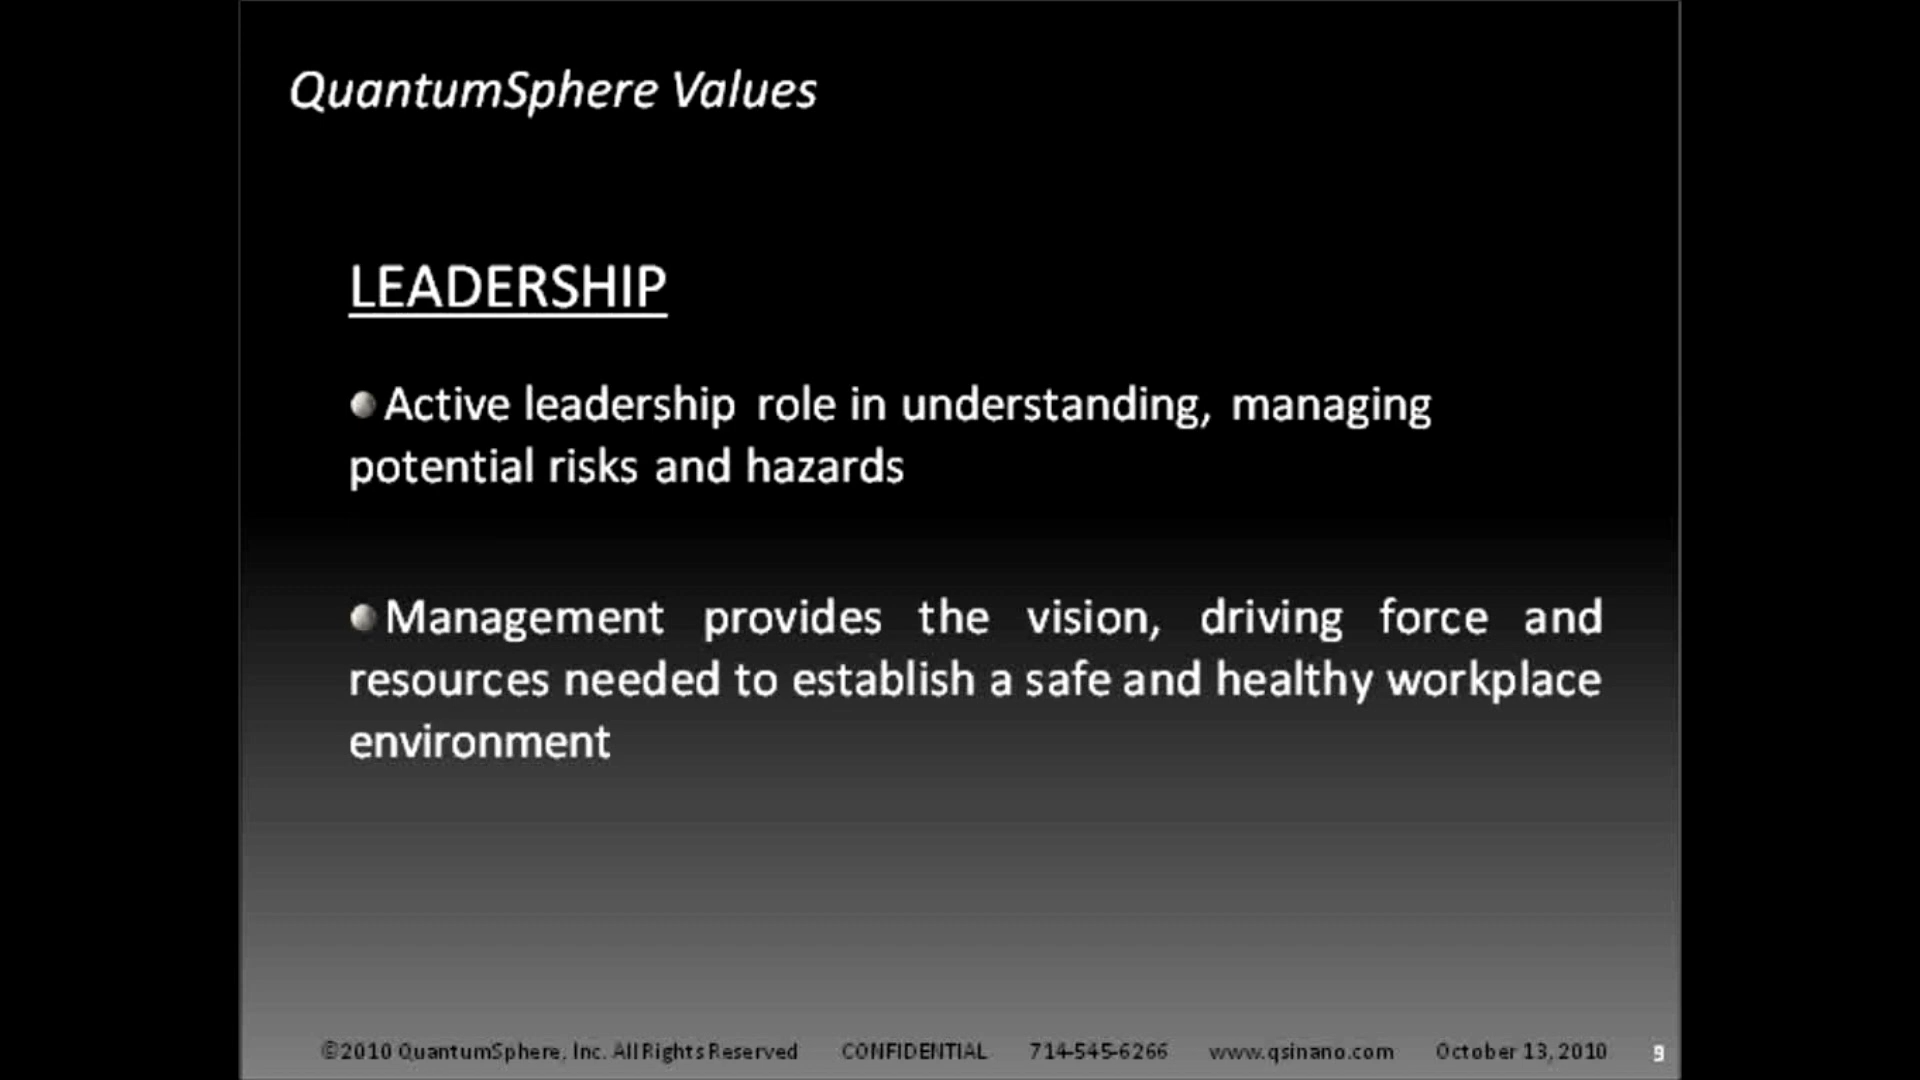 QuantumSphere Values
LEADERSHIP
Active leadership role in understanding, managing
potential risks and hazards
Management provides the vision, driving force and
resources needed to establish a safe and healthy workplace
environment
©2010 QuantumSphere, Inc. All Rights Reserved CONFIDENTIAL 714-545-6266 www.qsinano.com October 13, 2010 9